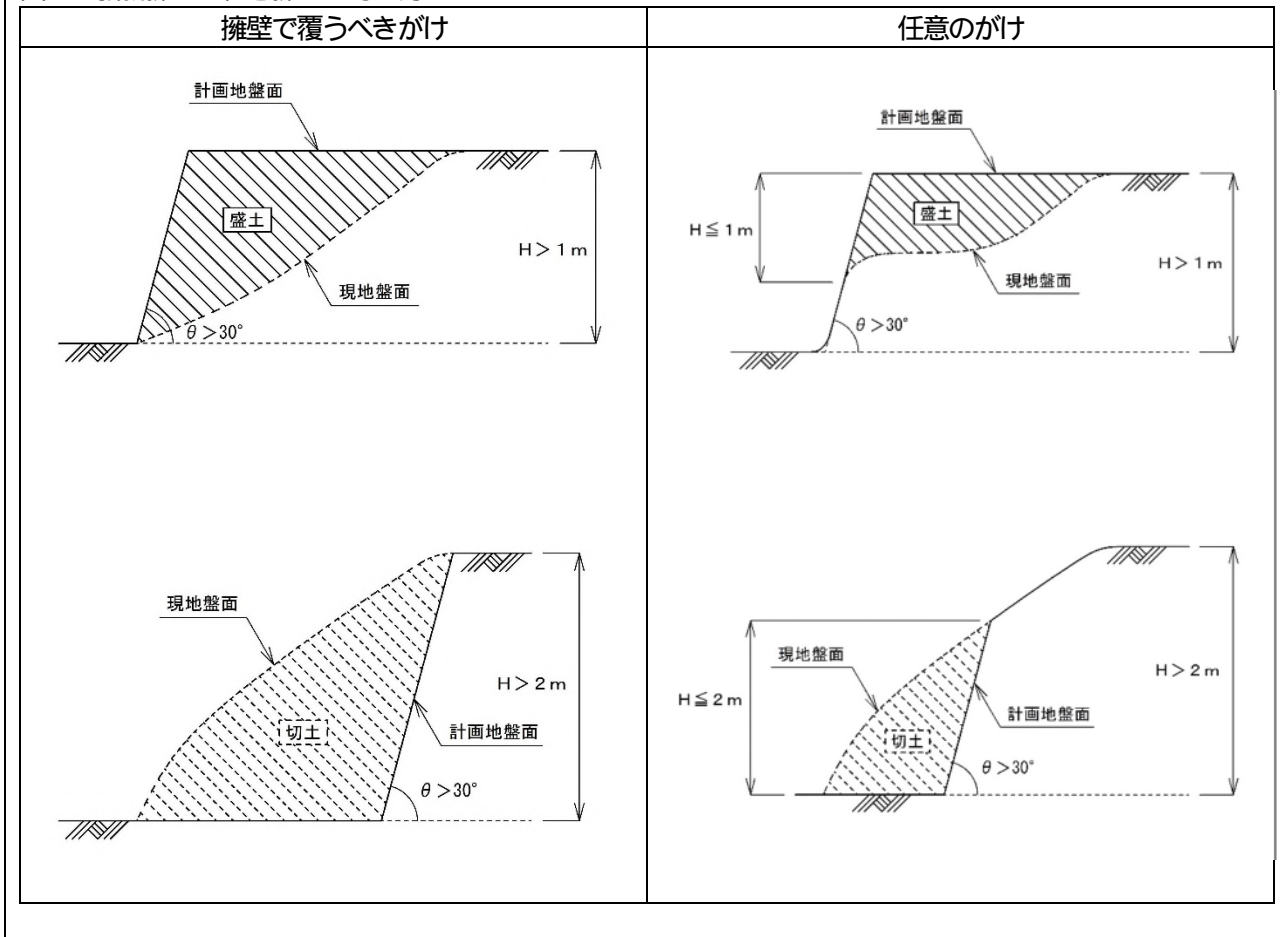 擁壁で覆うべきがけ
任意のがけ
計画地盤面
盛土
H>1m
現地盤面
θ>30°
計画地盤面
H≦1m
盛土
H>1m
現地盤面
θ>30°
現地盤面
H>2m
切土
計画地盤面
θ>30°
現地盤面
H≦2m
H>2m
計画地盤面
切土
θ>30°